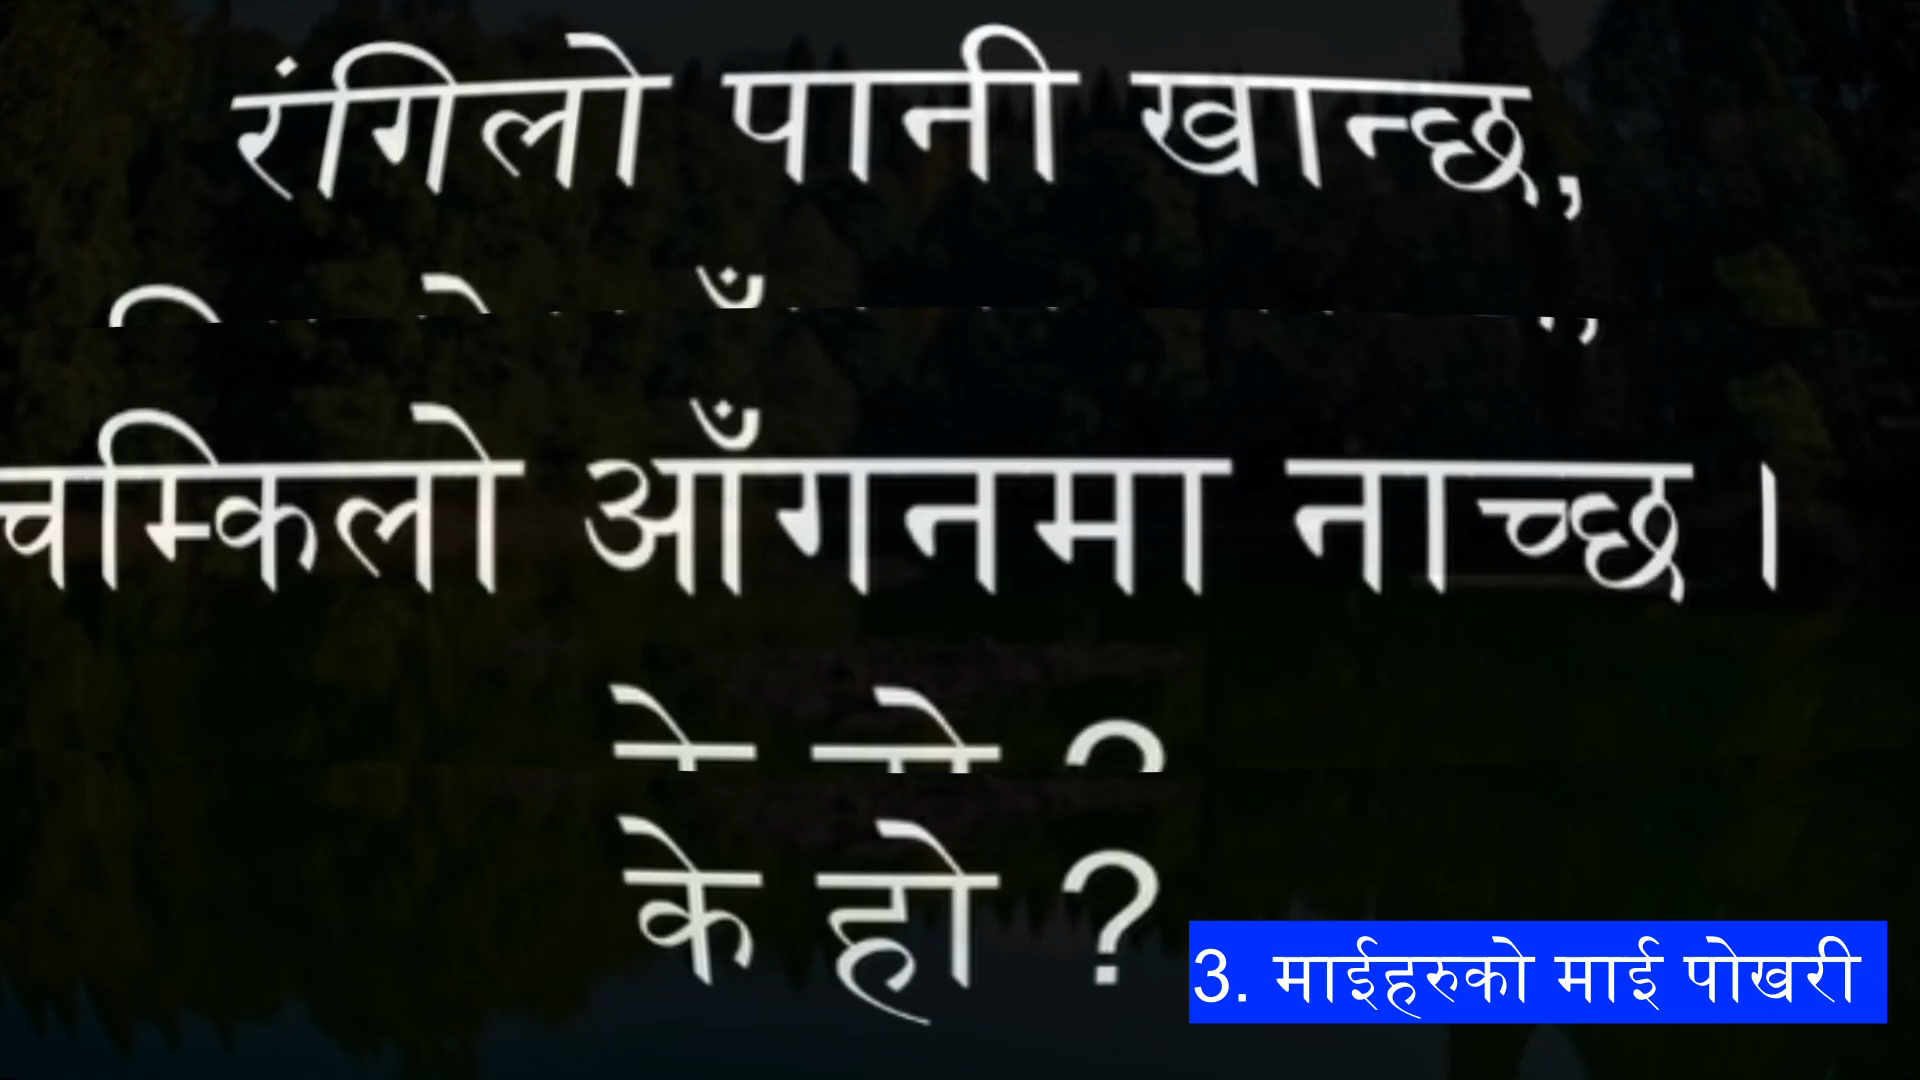 रंगिलो पानी खान्छ,
चम्किलो आँगनमा नाच्छ ।
के हो ?
3. माईहरुको माई पोखरी